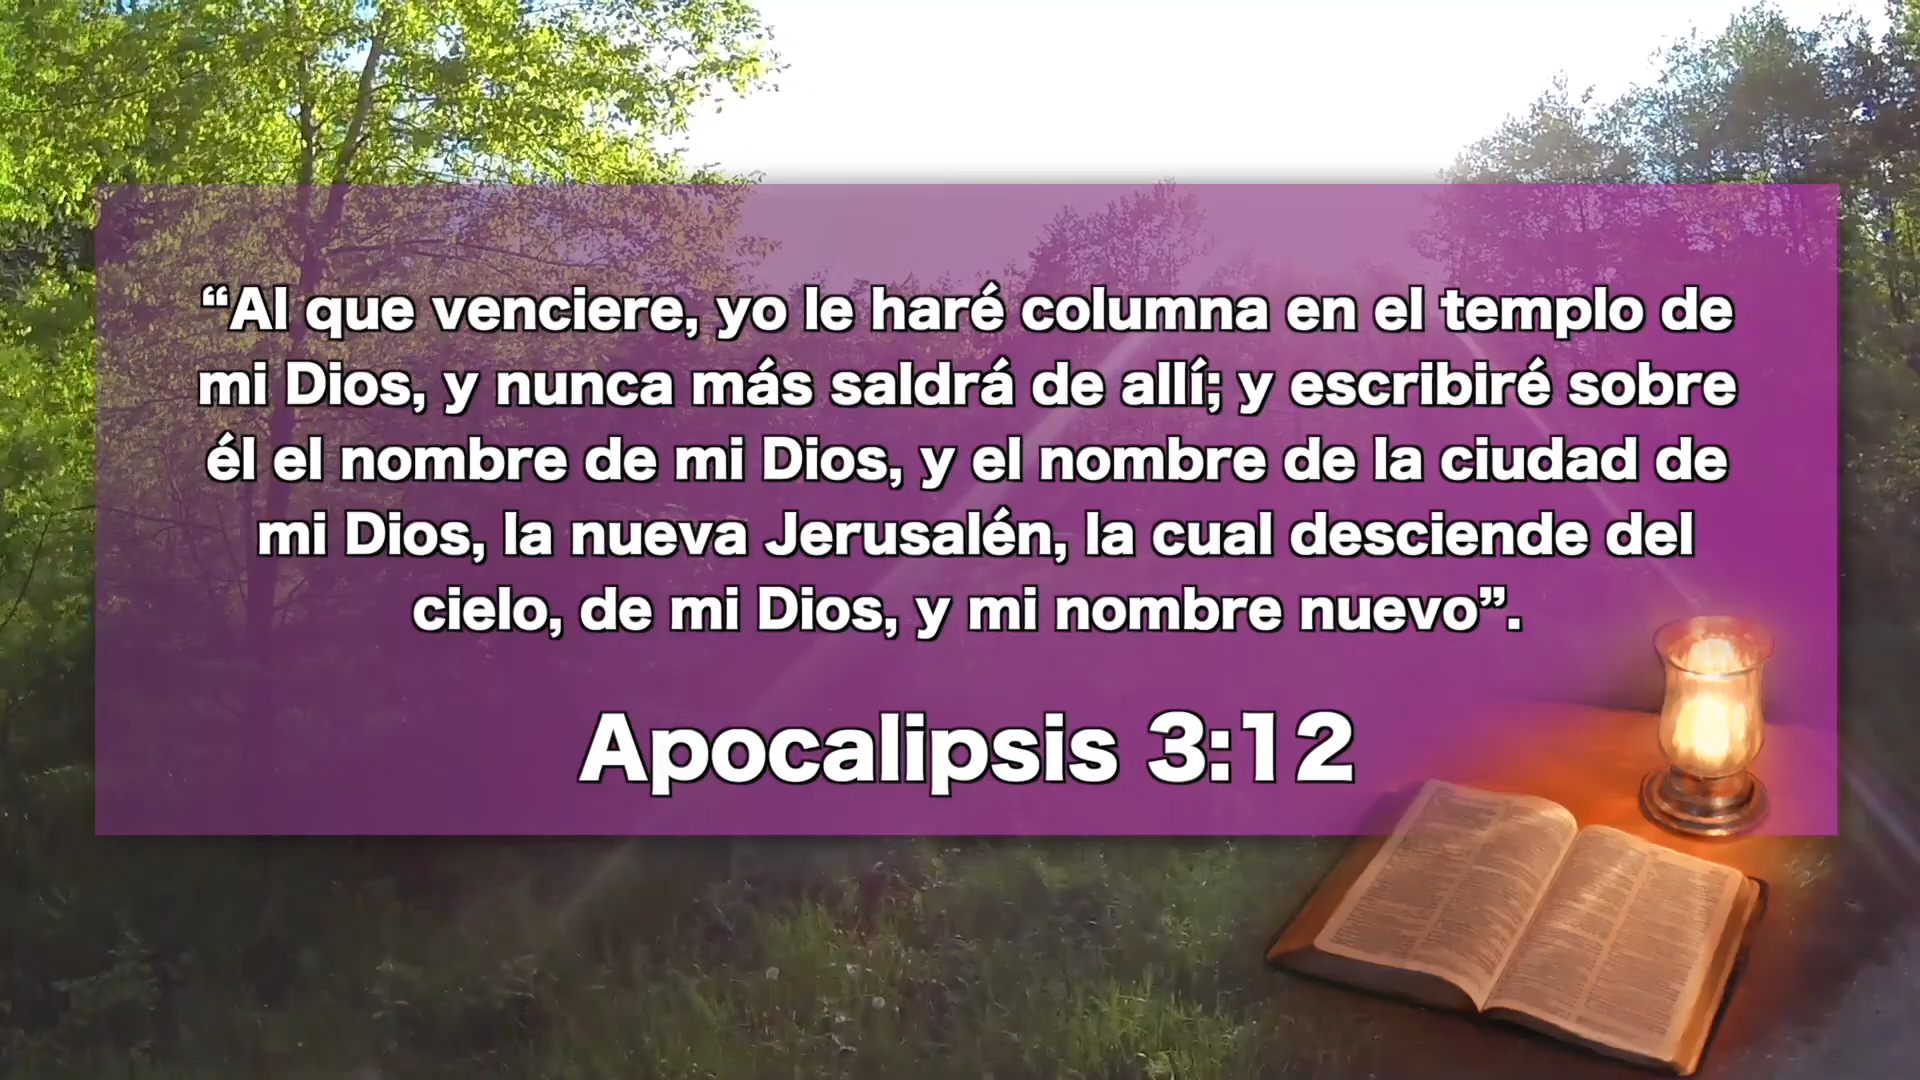 “Al que venciere, yo le haré columna en el templo de
mi Dios, y nunca más saldrá de allí; y escribiré sobre
él el nombre de mi Dios, y el nombre de la ciudad de
mi Dios, la nueva Jerusalén, la cual desciende del
cielo, de mi Dios, y mi nombre nuevo”.
Apocalipsis 3:12